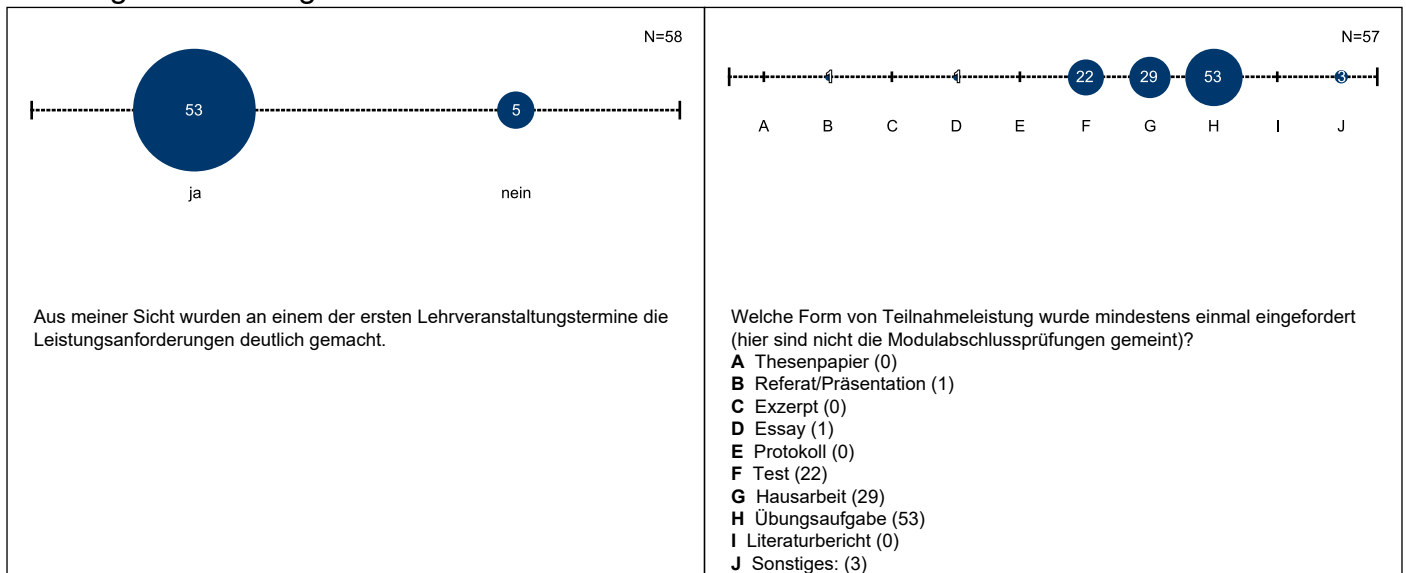 N=58
53
5
ja
nein
Aus meiner Sicht wurden an einem der ersten Lehrveranstaltungstermine die
Leistungsanforderungen deutlich gemacht.
N=57
1
1
22
29
53
3
A B C D E F G H I J
Welche Form von Teilnahmeleistung wurde mindestens einmal eingefordert
(hier sind nicht die Modulabschlussprüfungen gemeint)?
A Thesenpapier (0)
B Referat/Präsentation (1)
C Exzerpt (0)
D Essay (1)
E Protokoll (0)
F Test (22)
G Hausarbeit (29)
H Übungsaufgabe (53)
I Literaturbericht (0)
J Sonstiges: (3)